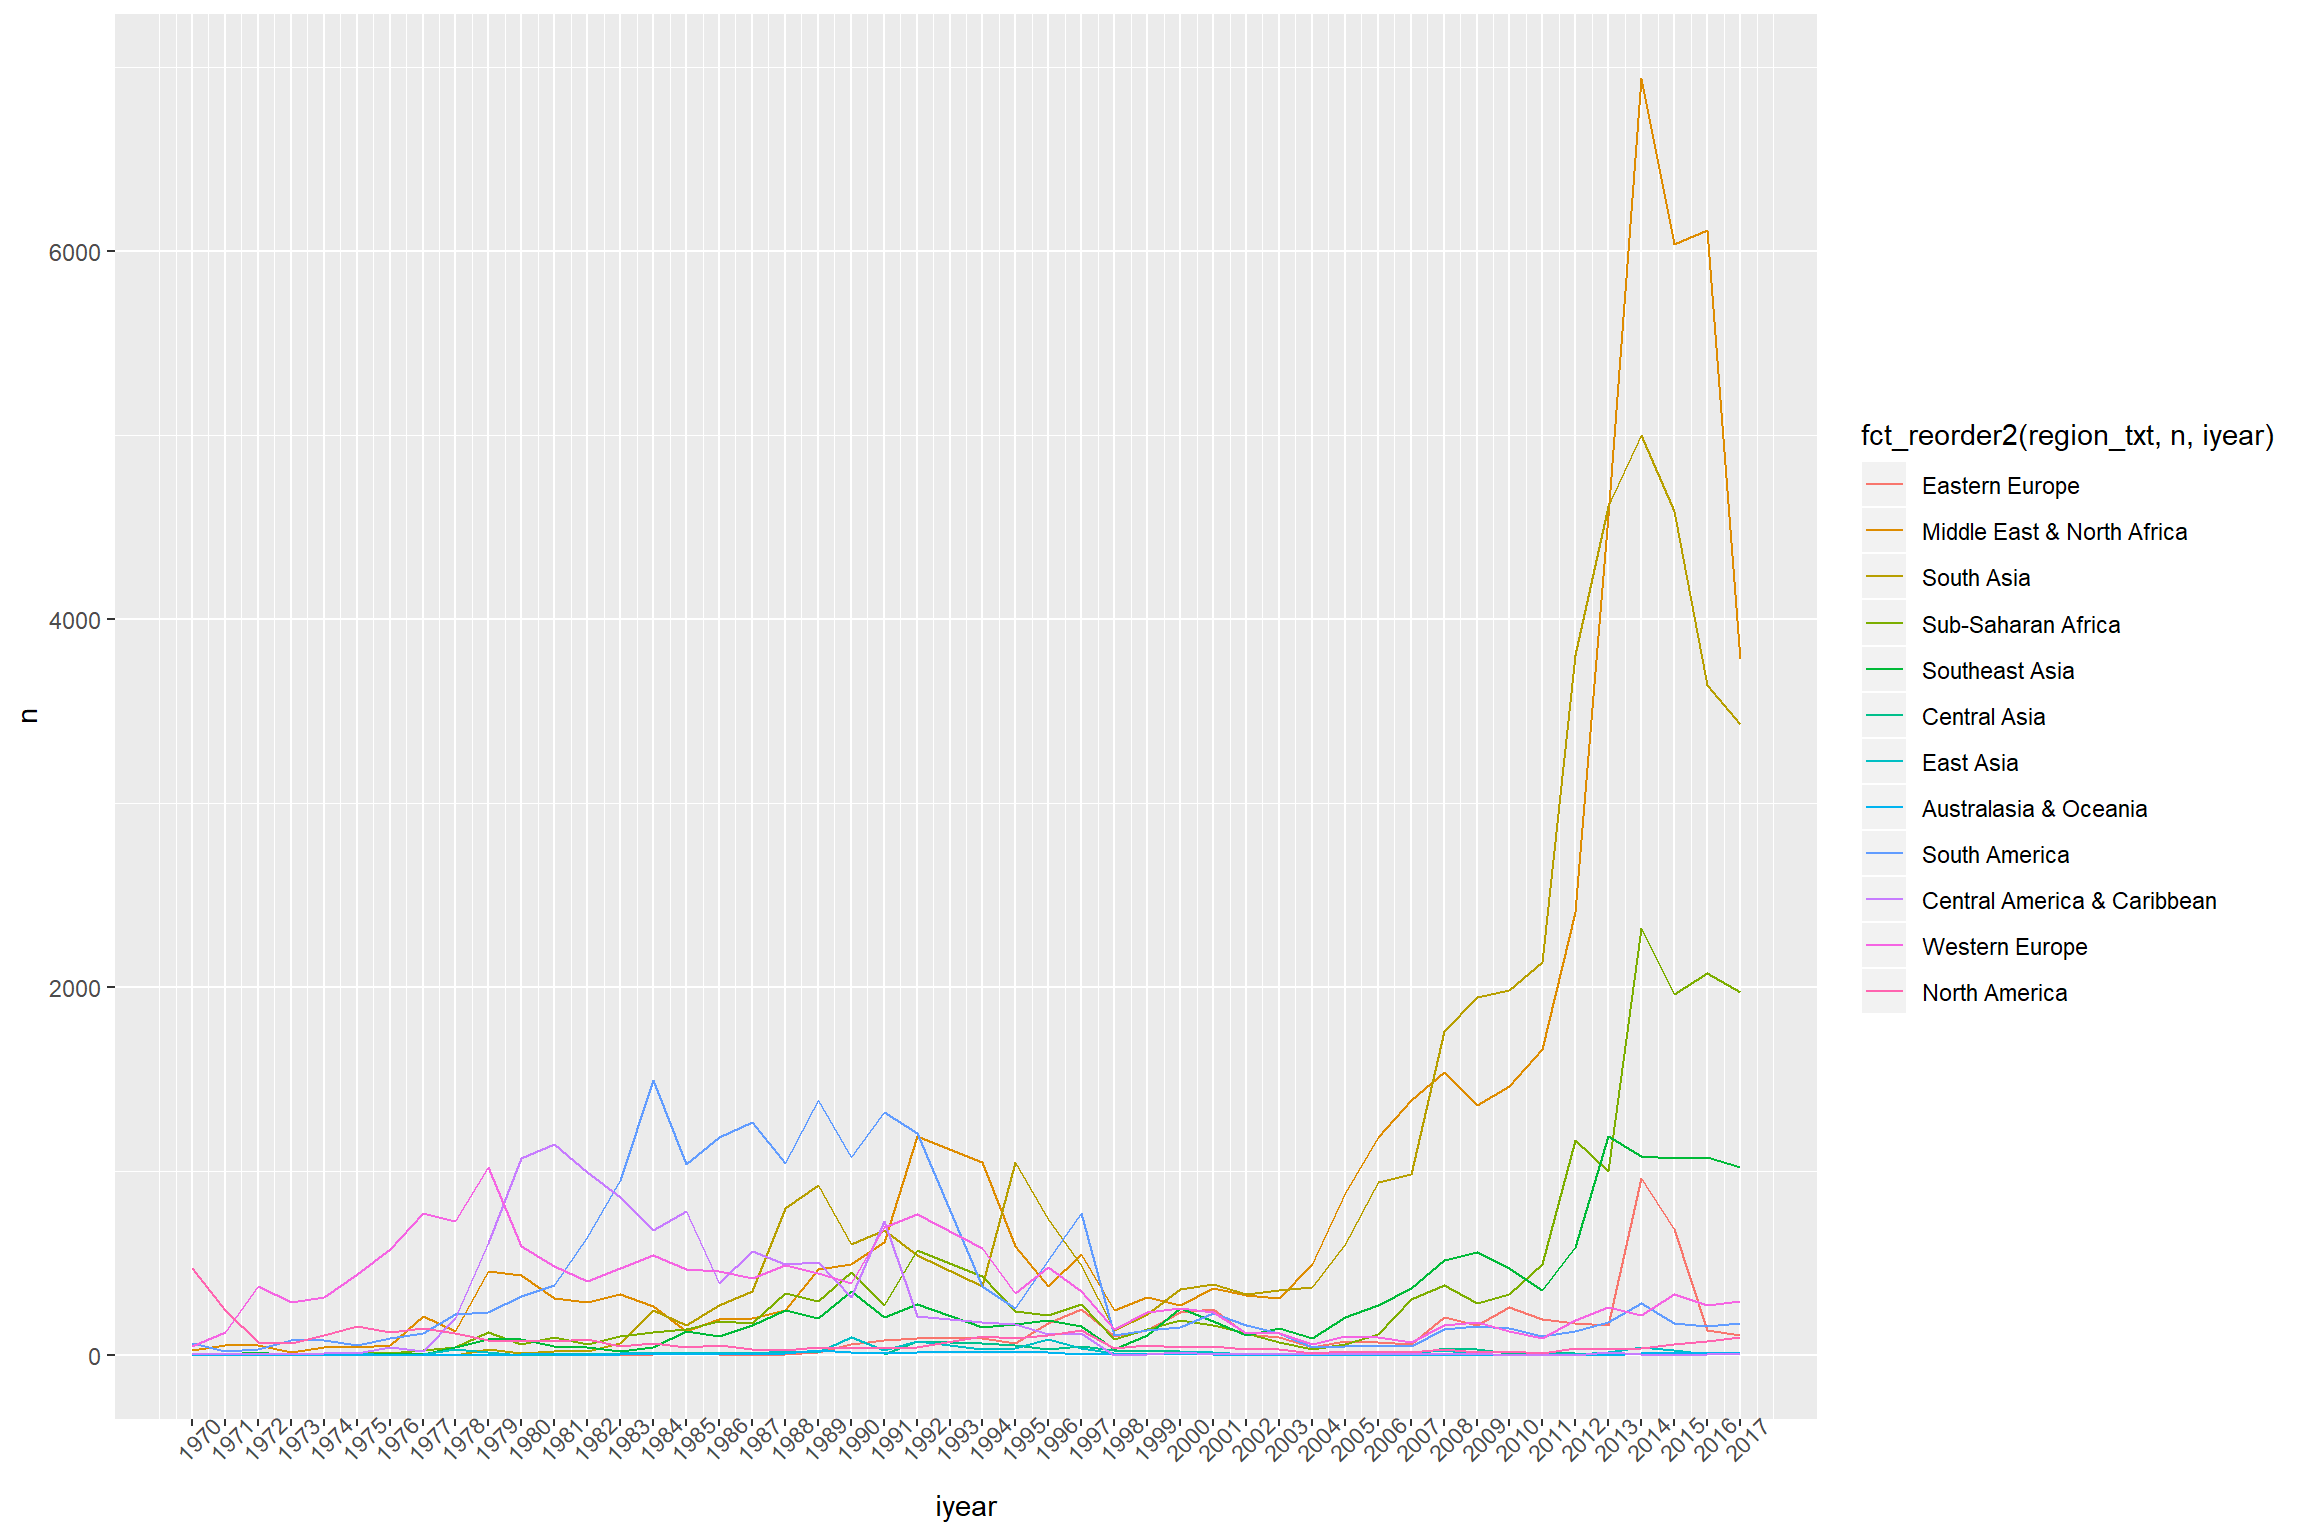 6000
4000
2000
0
n
1970 1971 1972 1973 1974 1975 1976 1977 1978 1979 1980 1981 1982 1983 1984 1985 1986 1987 1988 1989 1990 1991 1992 1993 1994 1995 1996 1997 1998 1999 2000 2001 2002 2003 2004 2005 2006 2007 2008 2009 2010 2011 2012 2013 2014 2015 2016 2017
iyear
fct_reorder2(region_txt, n, iyear)
Eastern Europe
Middle East & North Africa
South Asia
Sub-Saharan Africa
Southeast Asia
Central Asia
East Asia
Australasia & Oceania
South America
Central America & Caribbean
Western Europe
North America